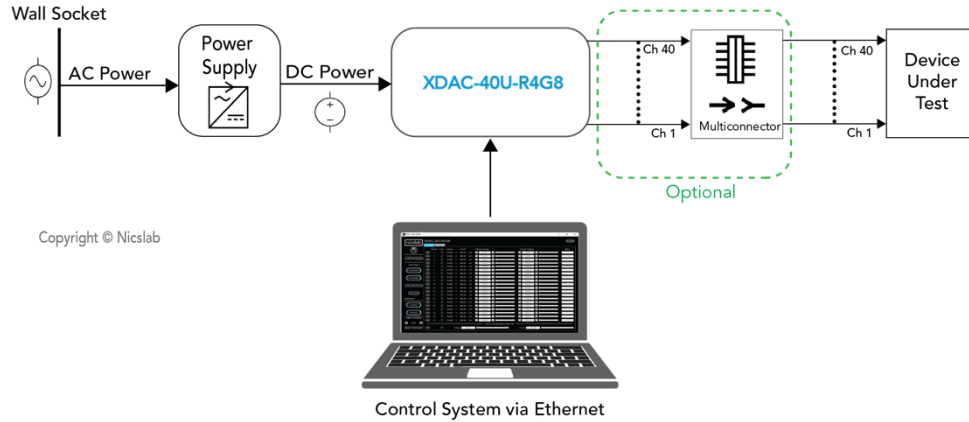 Wall Socket
AC Power
Power
Supply
DC Power
+
-
XDAC-40U-R4G8
Ch 40
Ch 1
Multiconnector
Ch 40
Ch 1
Device
Under
Test
Optional
Copyright © Nicslab
Control System via Ethernet